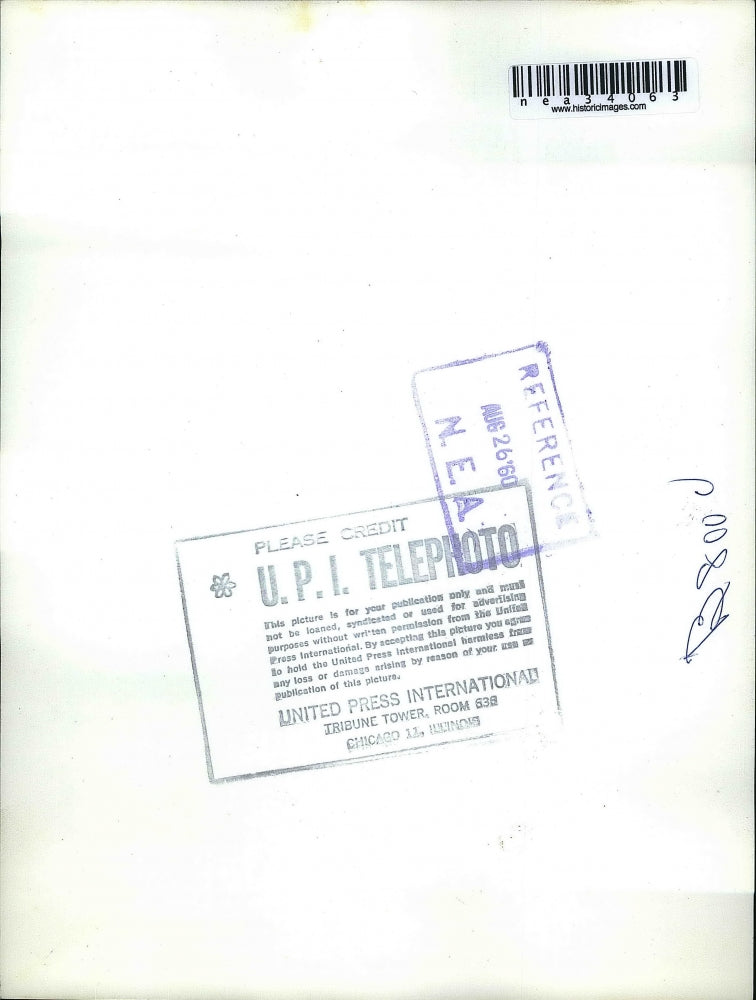 nea34063
www.historicimages.com
REFERENCE
AUG 26 '60
N. E. A.
PLEASE CREDIT
U. P. I. TELEPHOTO
This picture is for your publication only and must
not be loaned, syndicated or used for advertising
purposes without written permission from the United
Press International. By accepting this picture you agree
to hold the United Press International harmless from
any loss or damage arising by reason of your use or
publication of this picture.
UNITED PRESS INTERNATIONAL
TRIBUNE TOWER, ROOM 638
CHICAGO 11, ILLINOIS